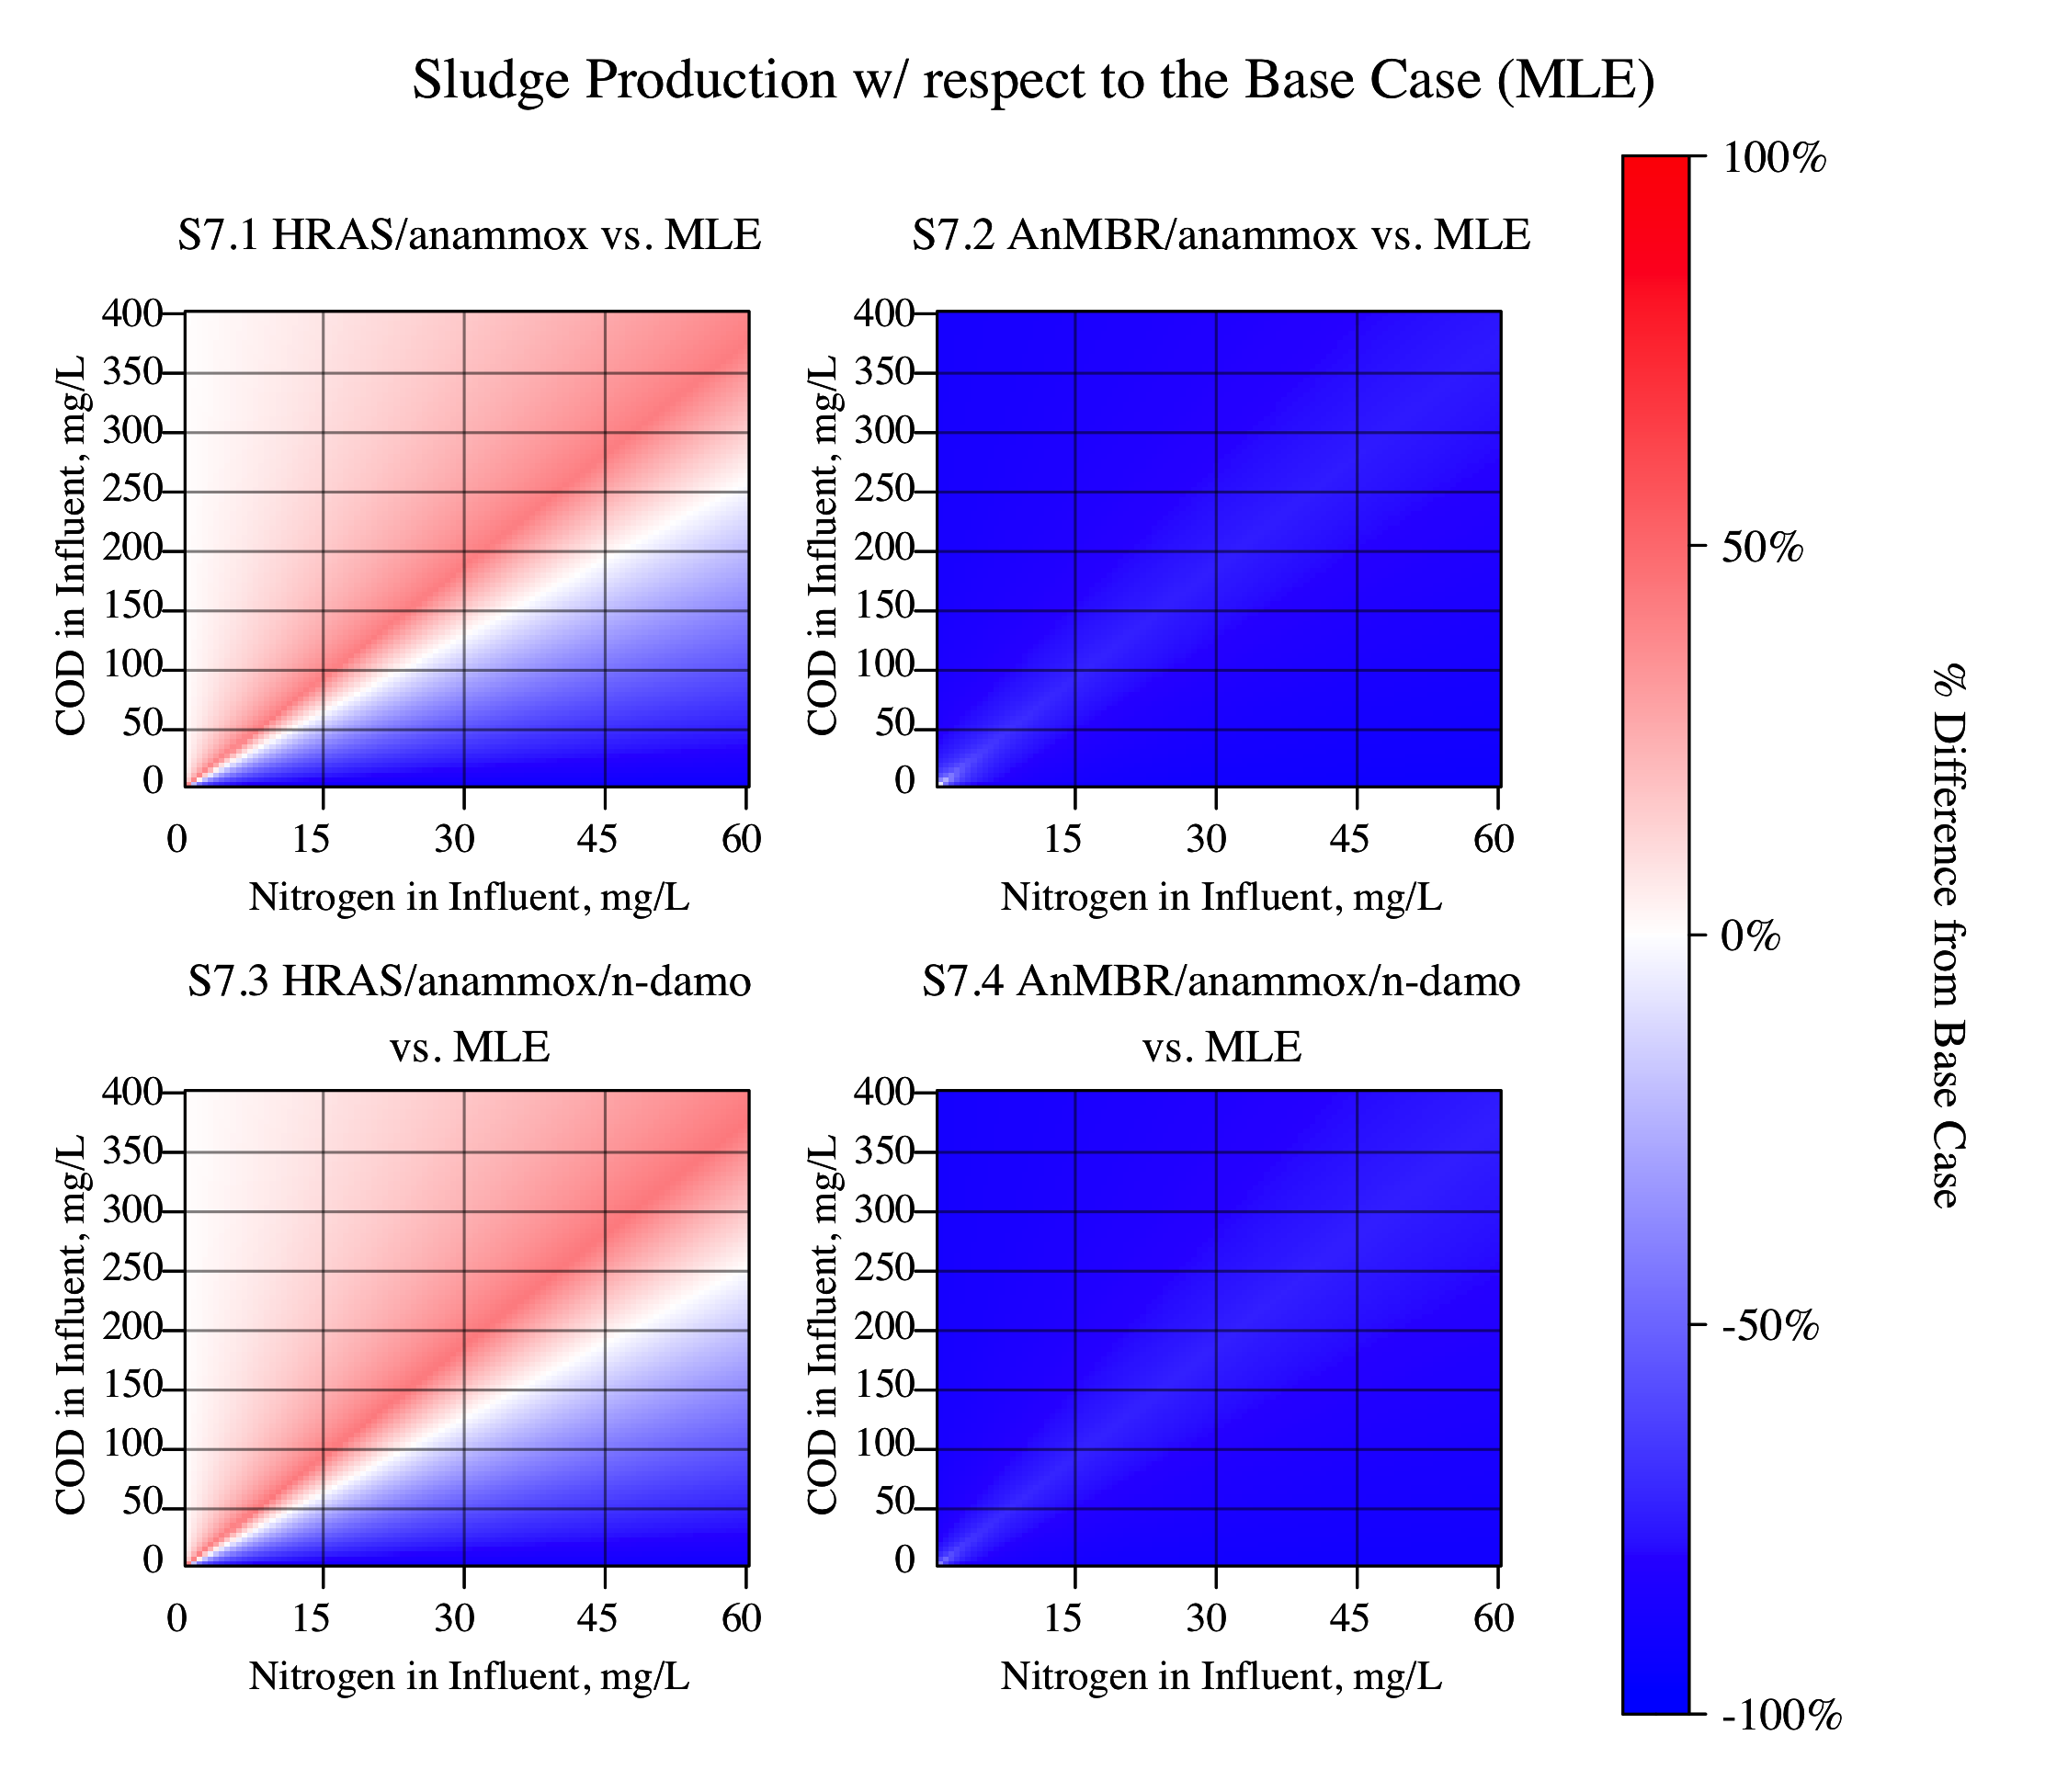 Sludge Production w/ respect to the Base Case (MLE)
S7.1 HRAS/anammox vs. MLE
400
350
300
250
200
150
100
50
0
COD in Influent, mg/L
0 15 30 45 60
Nitrogen in Influent, mg/L
S7.2 AnMBR/anammox vs. MLE
400
350
300
250
200
150
100
50
0
COD in Influent, mg/L
15 30 45 60
Nitrogen in Influent, mg/L
S7.3 HRAS/anammox/n-damo
vs. MLE
400
350
300
250
200
150
100
50
0
COD in Influent, mg/L
0 15 30 45 60
Nitrogen in Influent, mg/L
S7.4 AnMBR/anammox/n-damo
vs. MLE
400
350
300
250
200
150
100
50
0
COD in Influent, mg/L
15 30 45 60
Nitrogen in Influent, mg/L
100%
50%
0%
-50%
-100%
% Difference from Base Case